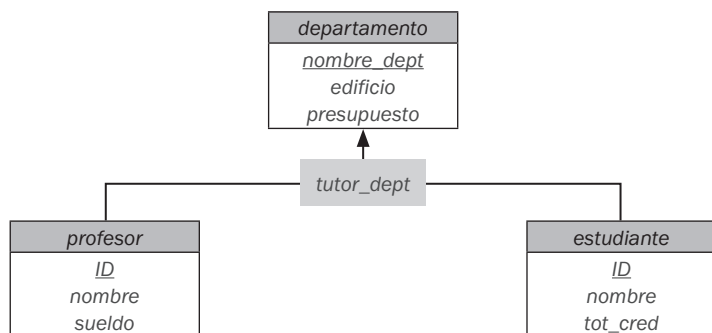 departamento
nombre_dept
edificio
presupuesto
tutor_dept
profesor
ID
nombre
sueldo
estudiante
ID
nombre
tot_cred